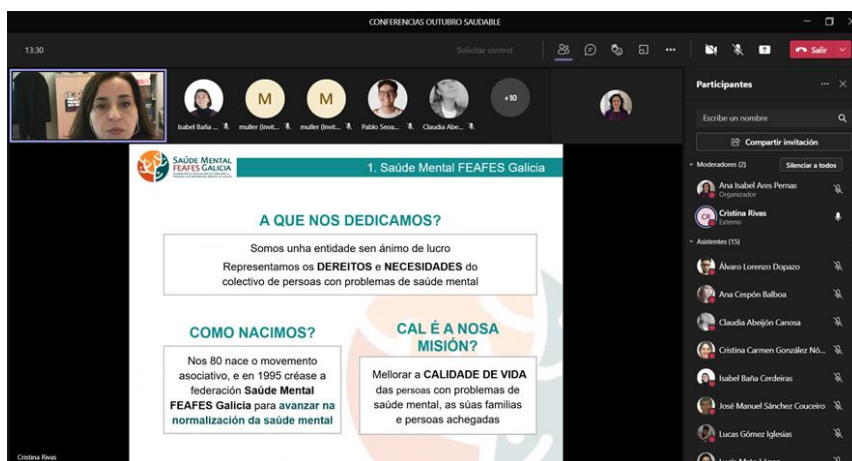 CONFERENCIAS OUTUBRO SAUDABLE
13:30
Solicitar control
Salir
Isabel Baña ...
muller (Invit...
muller (Invit...
Pablo Seoa...
Claudia Abe...
+10
SAÚDE MENTAL
FEAFES GALICIA
1. Saúde Mental FEAFES Galicia
A QUE NOS DEDICAMOS?
Somos unha entidade sen ánimo de lucro
Representamos os DEREITOS e NECESIDADES do
colectivo de persoas con problemas de saúde mental
COMO NACIMOS?
Nos 80 nace o movemento
asociativo, e en 1995 créase a
federación Saúde Mental
FEAFES Galicia para avanzar na
normalización da saúde mental
CAL É A NOSA
MISIÓN?
Mellorar a CALIDADE DE VIDA
das persoas con problemas de
saúde mental, as súas familias
e persoas achegadas
Cristina Rivas
Participantes
Escribe un nombre
Compartir invitación
Moderadores (2)
Silenciar a todos
Ana Isabel Ares Pernas
Organizador
CR
Cristina Rivas
Externo
Asistentes (15)
Álvaro Lorenzo Dopazo
Ana Cespón Balboa
Claudia Abeijón Canosa
Cristina Carmen González Nó...
Isabel Baña Cerdeiras
José Manuel Sánchez Couceiro
Lucas Gómez Iglesias
M
M